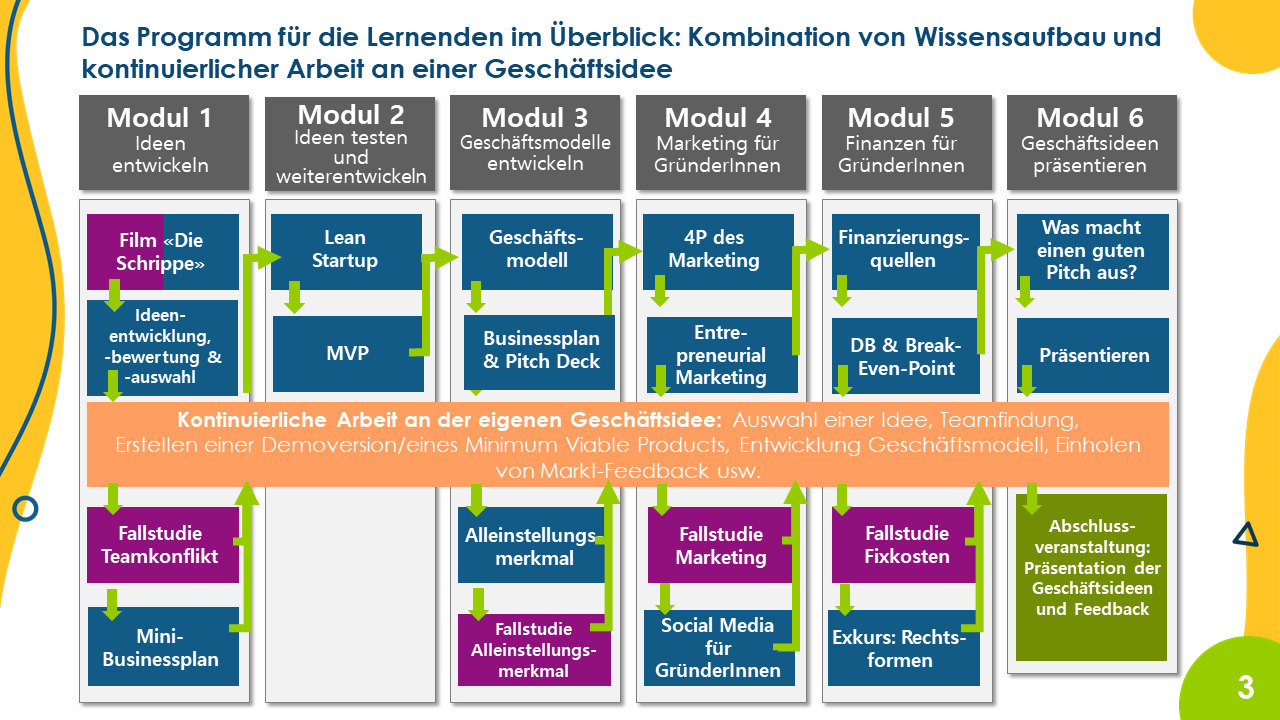 Das Programm für die Lernenden im Überblick: Kombination von Wissensaufbau und
kontinuierlicher Arbeit an einer Geschäftsidee
Modul 1
Ideen
entwickeln
Modul 2
Ideen testen
und
weiterentwickeln
Modul 3
Geschäftsmodelle
entwickeln
Modul 4
Marketing für
GründerInnen
Modul 5
Finanzen für
GründerInnen
Modul 6
Geschäftsideen
präsentieren
Film «Die
Schrippe»
Ideen-
entwicklung,
-bewertung &
-auswahl
Lean
Startup
MVP
Geschäfts-
modell
Businessplan
& Pitch Deck
4P des
Marketing
Entre-
preneurial
Marketing
Finanzierungs-
quellen
DB & Break-
Even-Point
Was macht
einen guten
Pitch aus?
Präsentieren
Kontinuierliche Arbeit an der eigenen Geschäftsidee: Auswahl einer Idee, Teamfindung,
Erstellen einer Demoversion/eines Minimum Viable Products, Entwicklung Geschäftsmodell, Einholen
von Markt-Feedback usw.
Fallstudie
Teamkonflikt
Mini-
Businessplan
Alleinstellungs-
merkmal
Fallstudie
Alleinstellungs-
merkmal
Fallstudie
Marketing
Social Media
für
GründerInnen
Fallstudie
Fixkosten
Exkurs: Rechts-
formen
Abschluss-
veranstaltung:
Präsentation der
Geschäftsideen
und Feedback
3